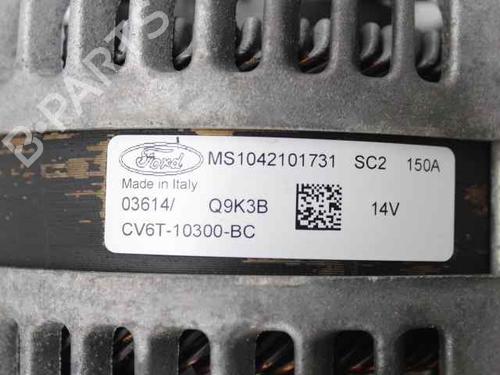 B-PARTS
Ford MS1042101731 SC2 150A
Made in Italy
03614/ Q9K3B 14V
CV6T-10300-BC